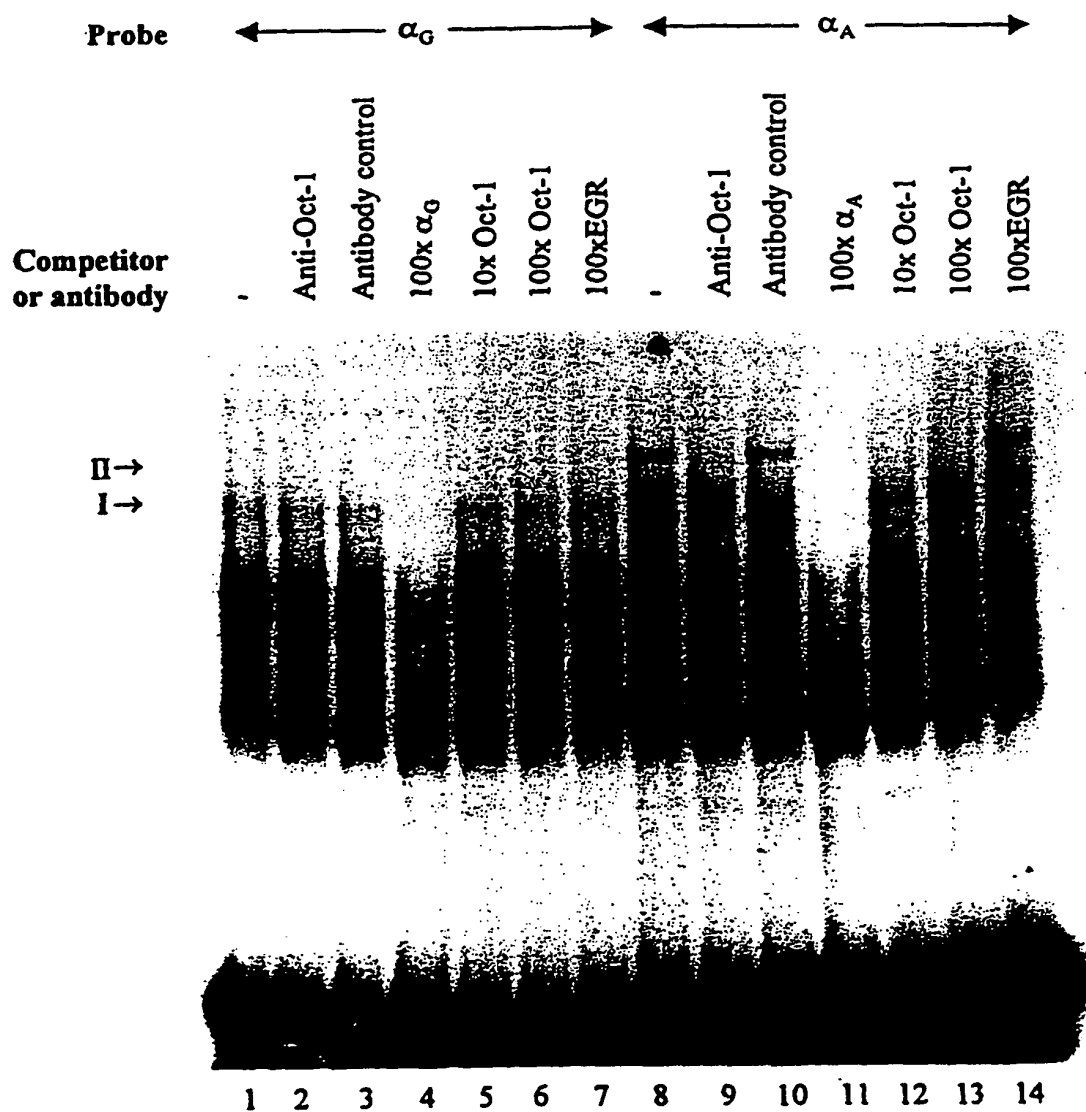 Probe α_G α_A
Competitor
or antibody
-
Anti-Oct-1
Antibody control
100x α_G
10x Oct-1
100x Oct-1
100xEGR
-
Anti-Oct-1
Antibody control
100x α_A
10x Oct-1
100x Oct-1
100xEGR
II→
I→
1 2 3 4 5 6 7 8 9 10 11 12 13 14